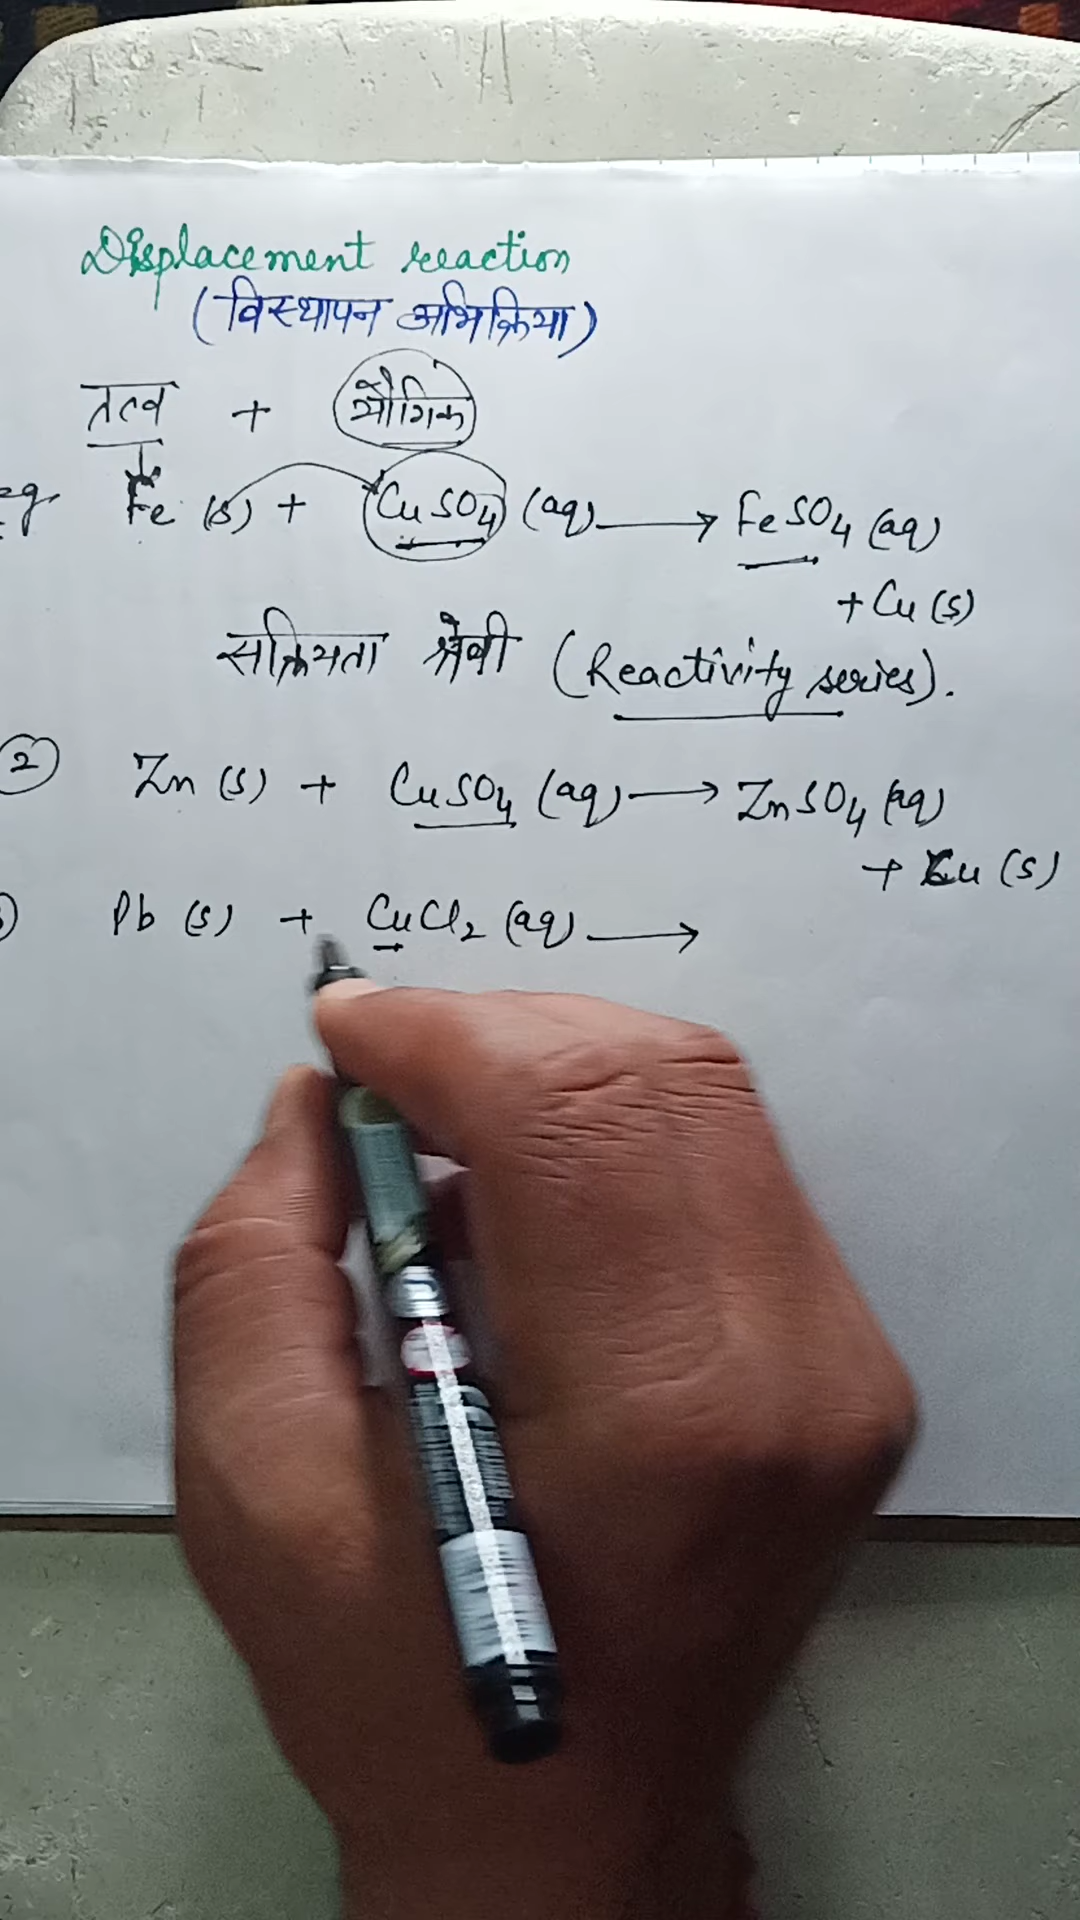 Displacement reaction
(विस्थापन अभिक्रिया)
तत्व + यौगिक
eg. Fe (s) + CuSO4 (aq) → FeSO4 (aq)
+ Cu (s)
सक्रियता श्रेणी (Reactivity series).
2 Zn (s) + CuSO4 (aq) → ZnSO4 (aq)
+ Cu (s)
Pb (s) + CuCl2 (aq) →